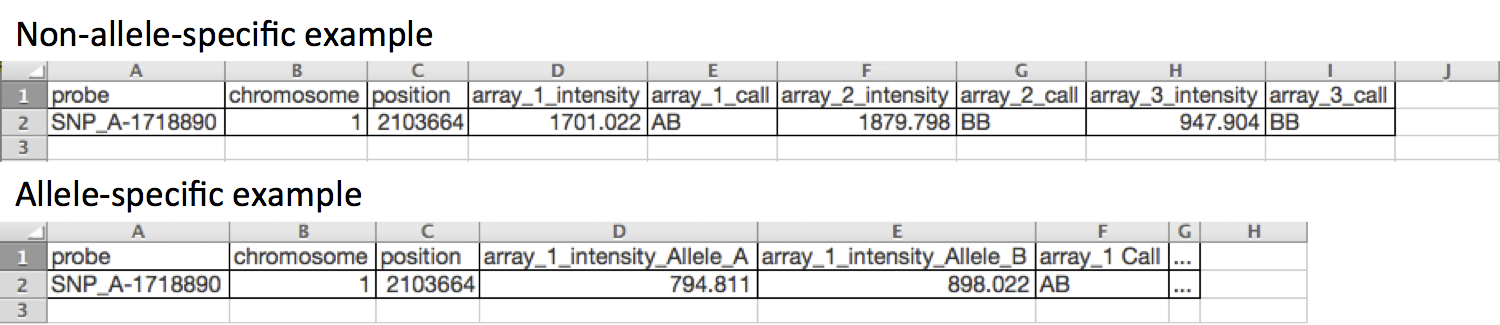 Non-allele-specific example
A B C D E F G H I J
1 probe chromosome position array_1_intensity array_1_call array_2_intensity array_2_call array_3_intensity array_3_call
2 SNP_A-1718890 1 2103664 1701.022 AB 1879.798 BB 947.904 BB
3
Allele-specific example
A B C D E F G H
1 probe chromosome position array_1_intensity_Allele_A array_1_intensity_Allele_B array_1 Call ...
2 SNP_A-1718890 1 2103664 794.811 898.022 AB ...
3